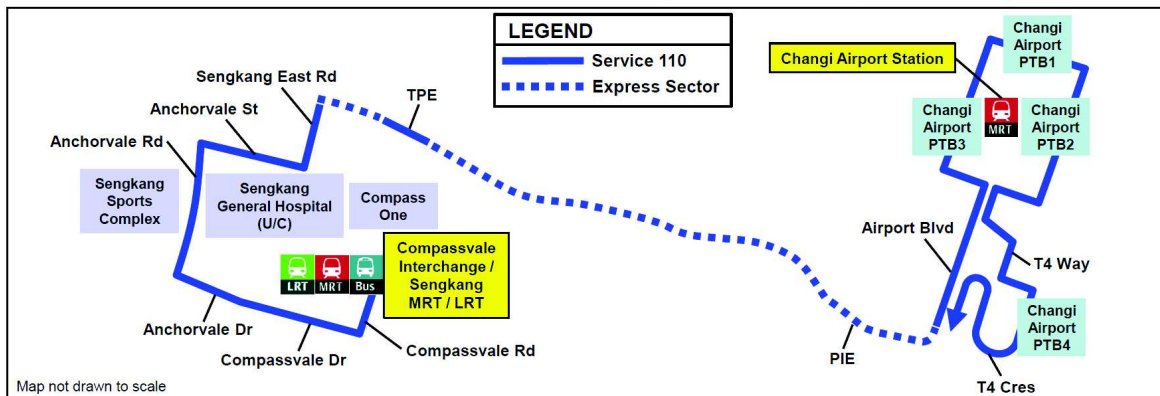 LEGEND
Service 110
Express Sector
Sengkang East Rd
Anchorvale St
Anchorvale Rd
TPE
Sengkang
Sports
Complex
Sengkang
General Hospital
(U/C)
Compass
One
LRT
MRT
Bus
Compassvale
Interchange /
Sengkang
MRT / LRT
Anchorvale Dr
Compassvale Dr
Compassvale Rd
Map not drawn to scale
PIE
Changi Airport Station
Changi
Airport
PTB1
Changi
Airport
PTB3
MRT
Changi
Airport
PTB2
Airport Blvd
T4 Way
Changi
Airport
PTB4
T4 Cres